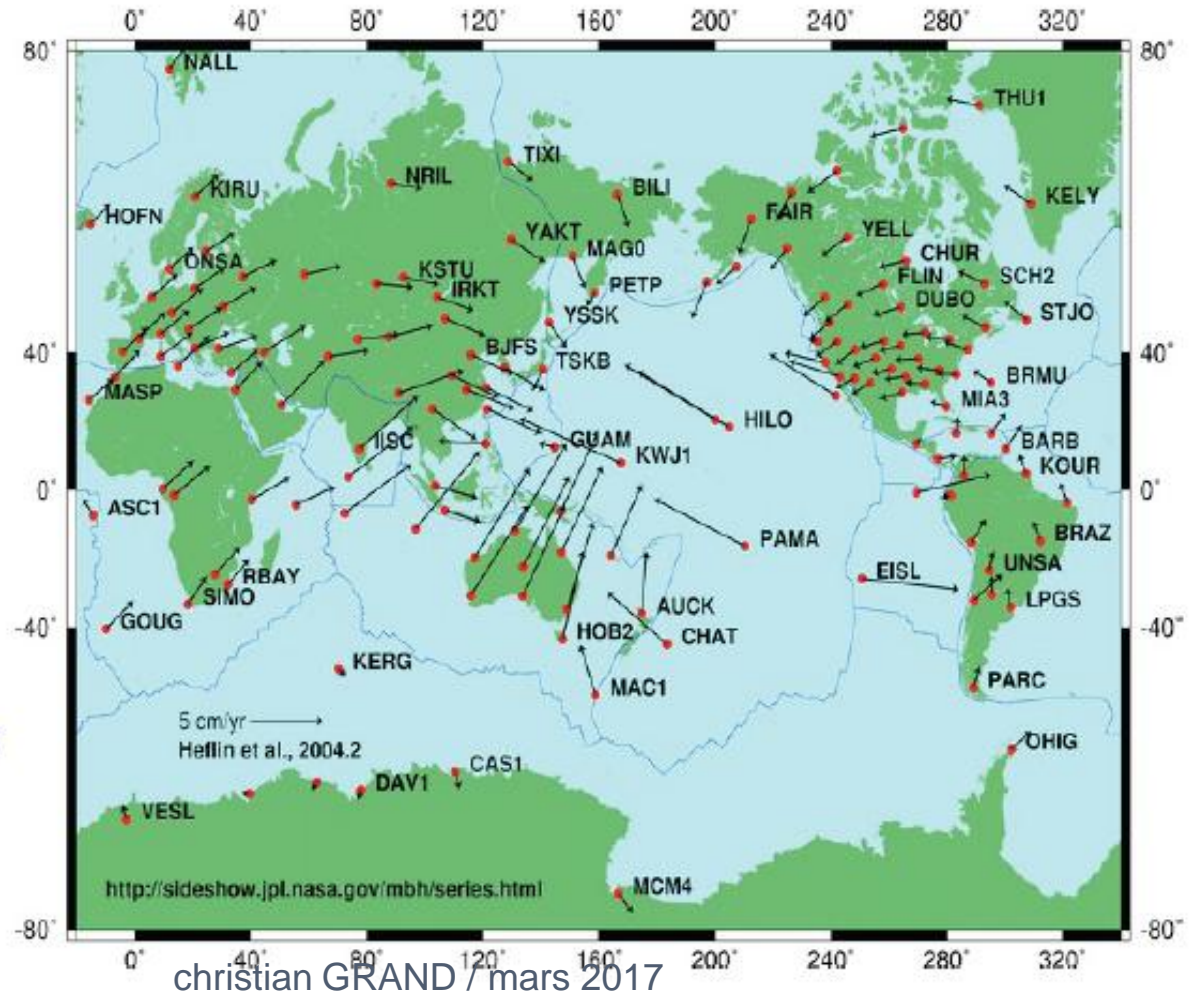 0° 40° 80° 120° 160° 200° 240° 280° 320°
80° 80°
NALL
THU1
TIXI
NRIL
BILI
KIRU
KELY
HOFN
FAIR
YAKT
YELL
MAG0
CHUR
ONSA
KSTU
FLIN
SCH2
PETP
IRKT
DUBO
YSSK
STJO
40° 40°
BJFS
TSKB
BRMU
MASP
MIA3
HILO
IISC
GUAM
BARB
KWJ1
KOUR
0° 0°
ASC1
BRAZ
PAMA
UNSA
EISL
RBAY
SIMO
LPGS
AUCK
GOUG
HOB2
CHAT
-40° -40°
KERG
PARC
MAC1
5 cm/yr
OHIG
Heflin et al., 2004.2
CAS1
DAV1
VESL
MCM4
http://sideshow.jpl.nasa.gov/mbh/series.html
-80° -80°
0° 40° 80° 120° 160° 200° 240° 280° 320°
christian GRAND / mars 2017